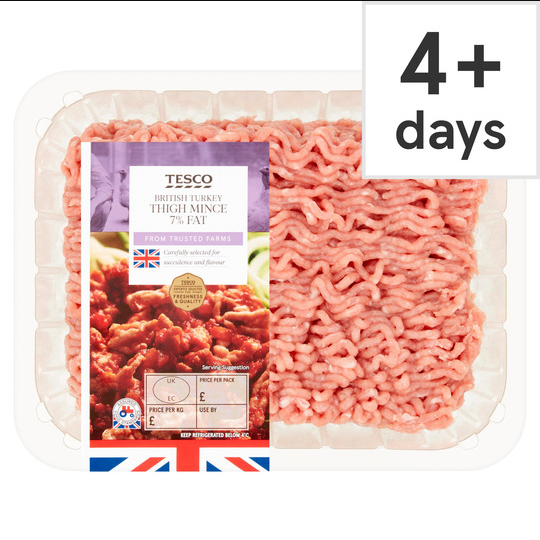 4+
days
TESCO
BRITISH TURKEY
THIGH MINCE
7% FAT
FROM TRUSTED FARMS
Carefully selected for
succulence and flavour
TESCO
FRESHNESS
& QUALITY
Serving Suggestion
UK
EC
PRICE PER PACK
£
PRICE PER KG
£
USE BY
KEEP REFRIGERATED BELOW 4°C